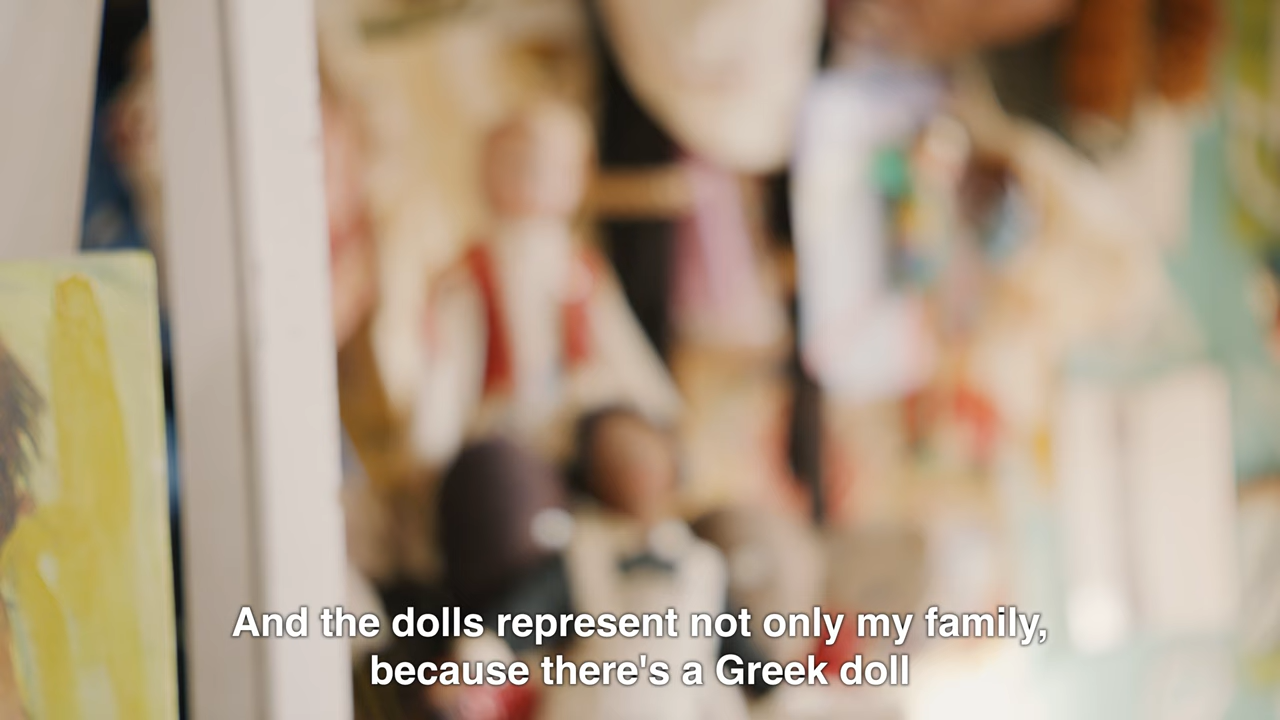 And the dolls represent not only my family,
because there's a Greek doll